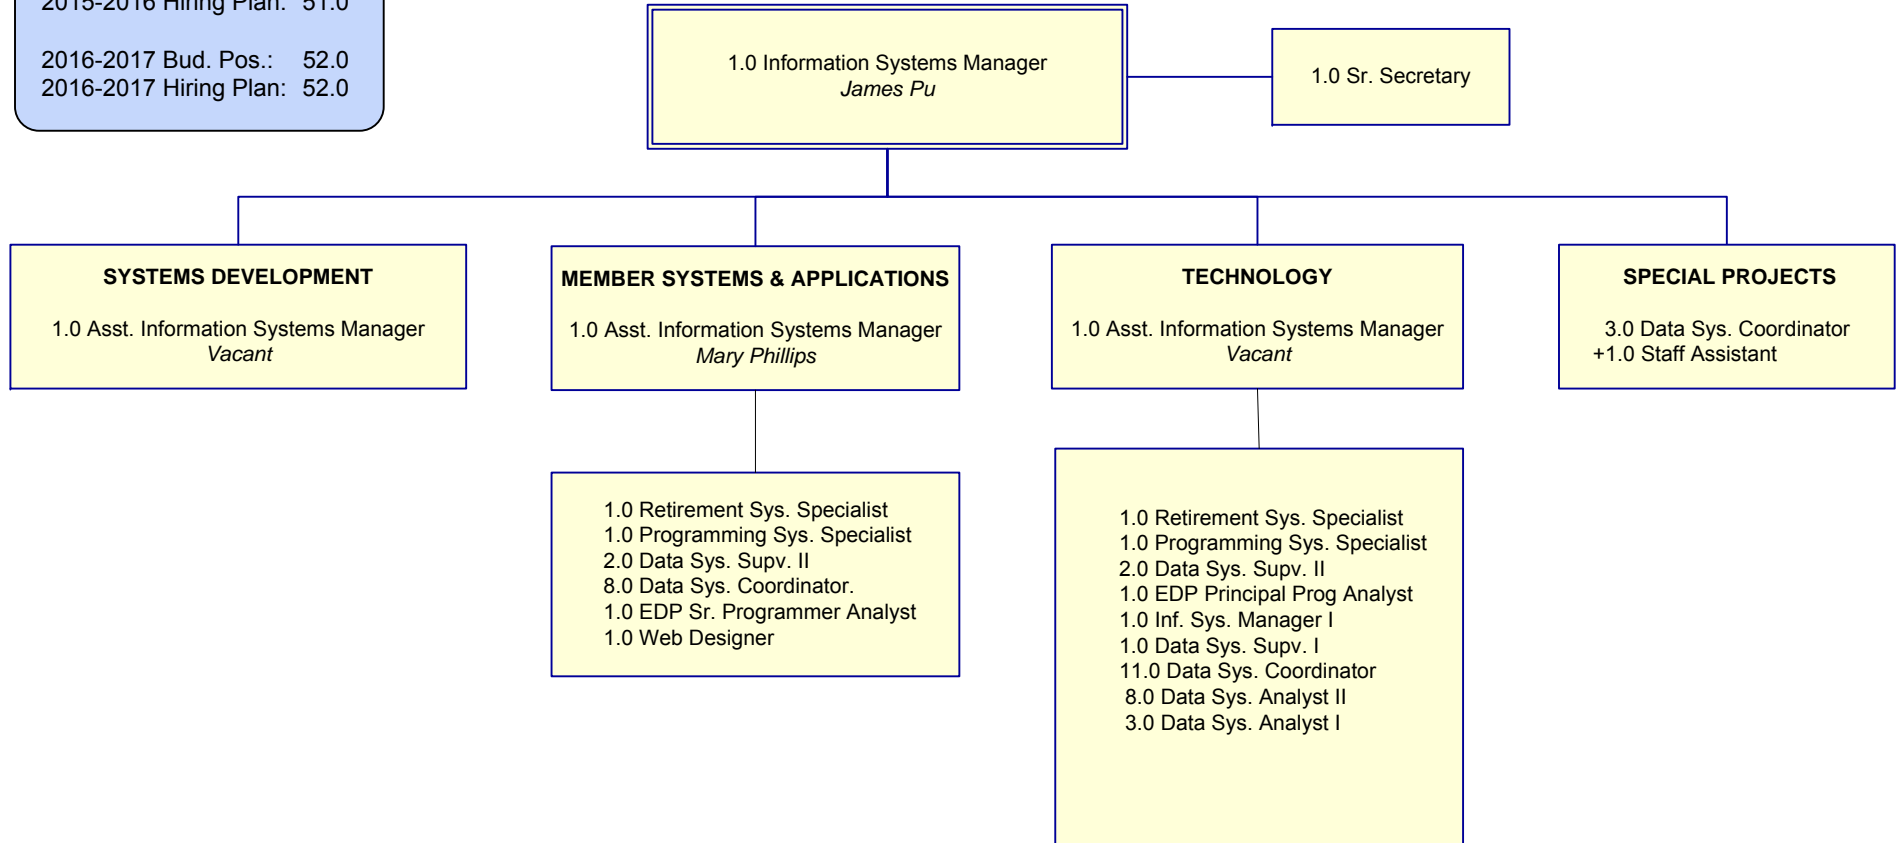 2015-2016 Hiring Plan: 51.0
2016-2017 Bud. Pos.: 52.0
2016-2017 Hiring Plan: 52.0
1.0 Information Systems Manager
James Pu
1.0 Sr. Secretary
SYSTEMS DEVELOPMENT
1.0 Asst. Information Systems Manager
Vacant
MEMBER SYSTEMS & APPLICATIONS
1.0 Asst. Information Systems Manager
Mary Phillips
TECHNOLOGY
1.0 Asst. Information Systems Manager
Vacant
SPECIAL PROJECTS
3.0 Data Sys. Coordinator
+1.0 Staff Assistant
1.0 Retirement Sys. Specialist
1.0 Programming Sys. Specialist
2.0 Data Sys. Supv. II
8.0 Data Sys. Coordinator.
1.0 EDP Sr. Programmer Analyst
1.0 Web Designer
1.0 Retirement Sys. Specialist
1.0 Programming Sys. Specialist
2.0 Data Sys. Supv. II
1.0 EDP Principal Prog Analyst
1.0 Inf. Sys. Manager I
1.0 Data Sys. Supv. I
11.0 Data Sys. Coordinator
8.0 Data Sys. Analyst II
3.0 Data Sys. Analyst I